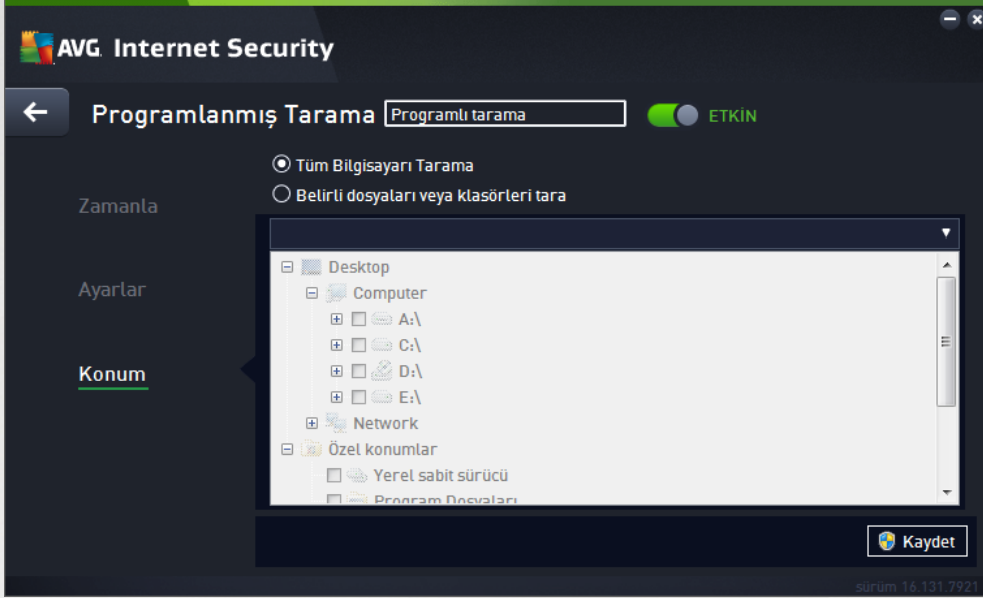 AVG Internet Security
Programlanmış Tarama Programlı tarama ETKİN
Tüm Bilgisayarı Tarama
Belirli dosyaları veya klasörleri tara
Zamanla
Ayarlar
Konum
Desktop
Computer
A:\
C:\
D:\
E:\
Network
Özel konumlar
Yerel sabit sürücü
Program Dosyaları
Kaydet
sürüm 16.131.7921